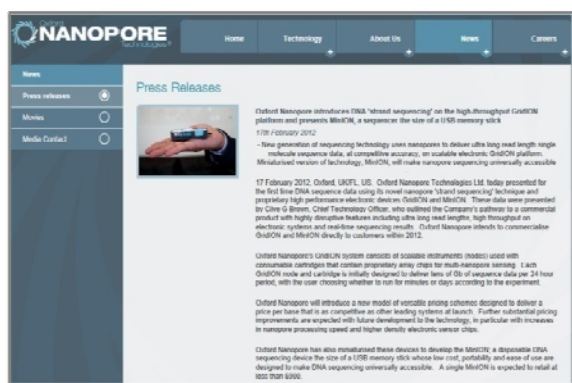 Oxford
NANOPORE
technologies®
Home
Technology
About Us
News
Careers
News
Press releases
Movies
Media Contact
Press Releases
Oxford Nanopore introduces DNA 'strand sequencing' on the high-throughput GridION
platform and presents MinION, a sequencer the size of a USB memory stick
17th February 2012
- New generation of sequencing technology uses nanopores to deliver ultra long read length single
molecule sequence data, at competitive accuracy, on scalable electronic GridION platform.
Miniaturised version of technology, MinION, will make nanopore sequencing universally accessible
17 February 2012, Oxford, UK/FL, US. Oxford Nanopore Technologies Ltd. today presented for
the first time DNA sequence data using its novel nanopore 'strand sequencing' technique and
proprietary high performance electronic devices GridION and MinION. These data were presented
by Clive G Brown, Chief Technology Officer, who outlined the Company's pathway to a commercial
product with highly disruptive features including ultra long read lengths, high throughput on
electronic systems and real-time sequencing results. Oxford Nanopore intends to commercialise
GridION and MinION directly to customers within 2012.
Oxford Nanopore's GridION system consists of scalable instruments (nodes) used with
consumable cartridges that contain proprietary array chips for multi-nanopore sensing. Each
GridION node and cartridge is initially designed to deliver tens of Gb of sequence data per 24 hour
period, with the user choosing whether to run for minutes or days according to the experiment.
Oxford Nanopore will introduce a new model of versatile pricing schemes designed to deliver a
price per base that is as competitive as other leading systems at launch. Further substantial pricing
improvements are expected with future development to the technology, in particular with increases
in nanopore processing speed and higher density electronic sensor chips.
Oxford Nanopore has also miniaturised these devices to develop the MinION; a disposable DNA
sequencing device the size of a USB memory stick whose low cost, portability and ease of use are
designed to make DNA sequencing universally accessible. A single MinION is expected to retail at
less than $900.